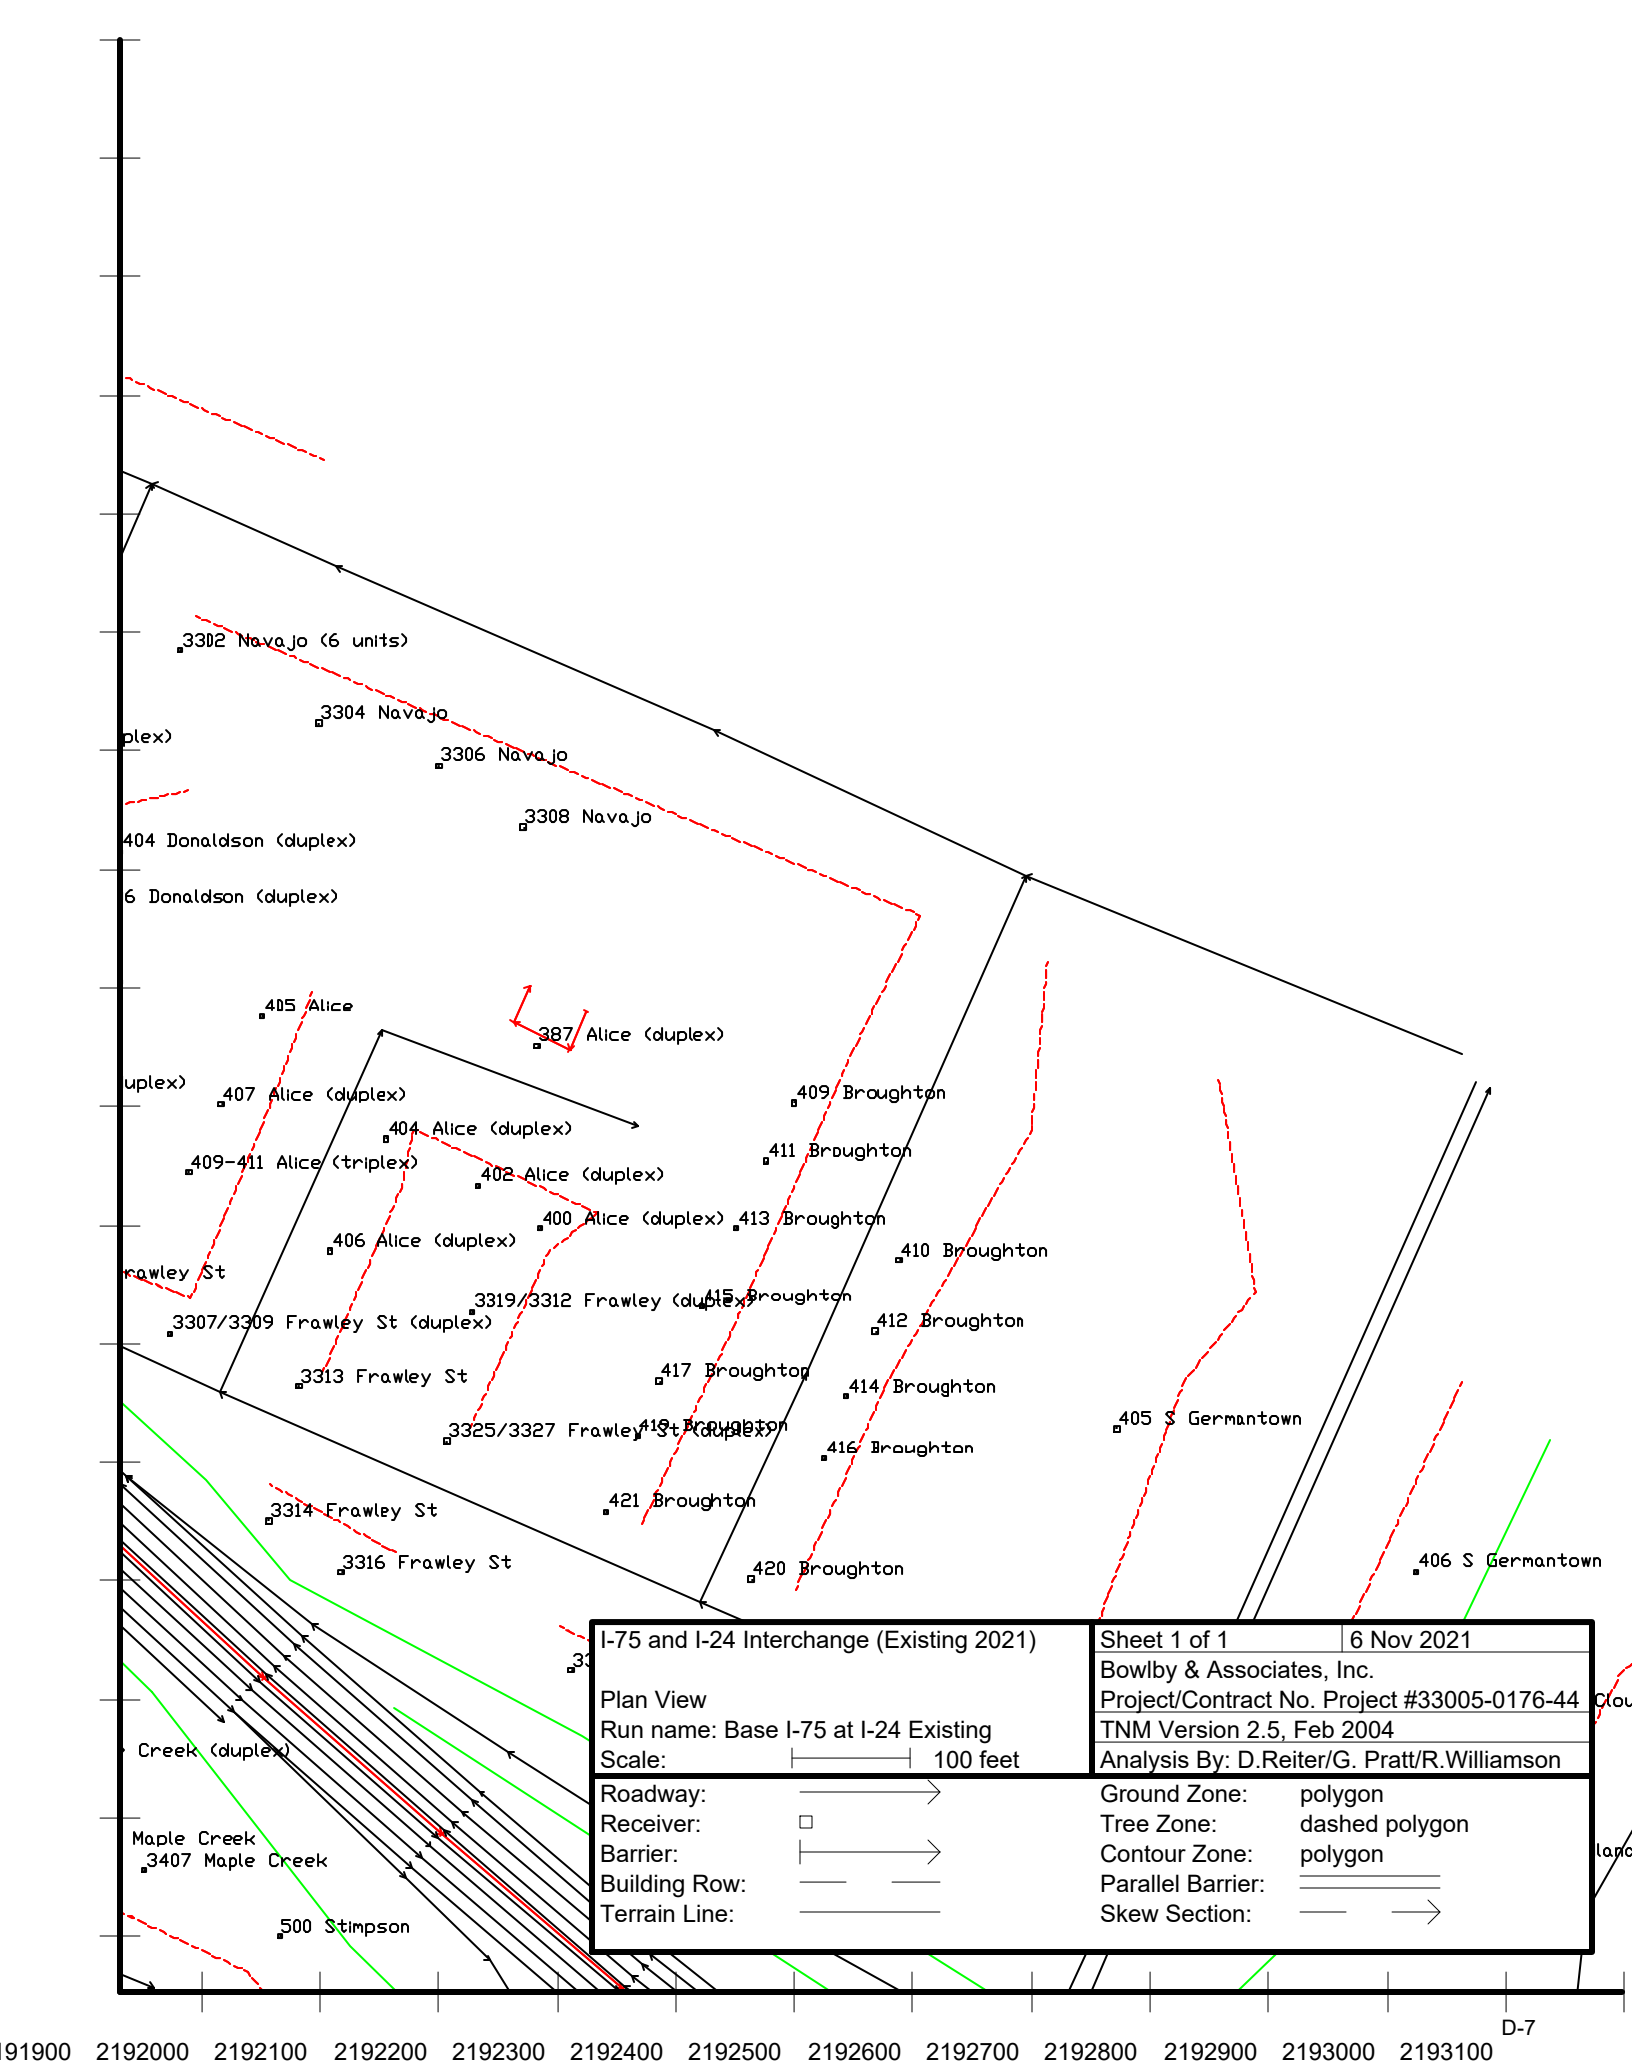 3302 Navajo (6 units)
3304 Navajo
plex)
3306 Navajo
3308 Navajo
404 Donaldson (duplex)
6 Donaldson (duplex)
405 Alice
387 Alice (duplex)
uplex)
407 Alice (duplex)
409 Broughton
404 Alice (duplex)
411 Broughton
409-411 Alice (triplex)
402 Alice (duplex)
400 Alice (duplex)
413 Broughton
406 Alice (duplex)
410 Broughton
rawley St
3319/3312 Frawley (duplex)
415 Broughton
3307/3309 Frawley St (duplex)
412 Broughton
3313 Frawley St
417 Broughton
414 Broughton
405 S Germantown
3325/3327 Frawley St (duplex)
419 Broughton
416 Broughton
3314 Frawley St
421 Broughton
3316 Frawley St
420 Broughton
406 S Germantown
33
I-75 and I-24 Interchange (Existing 2021)
Plan View
Run name: Base I-75 at I-24 Existing
Scale: 100 feet
Sheet 1 of 1 6 Nov 2021
Bowlby & Associates, Inc.
Project/Contract No. Project #33005-0176-44
TNM Version 2.5, Feb 2004
Analysis By: D.Reiter/G. Pratt/R.Williamson
Clou
Creek (duplex)
Roadway:
Receiver:
Barrier:
Building Row:
Terrain Line:
Ground Zone: polygon
Tree Zone: dashed polygon
Contour Zone: polygon
Parallel Barrier:
Skew Section:
Maple Creek
3407 Maple Creek
lanc
500 Stimpson
D-7
191900 2192000 2192100 2192200 2192300 2192400 2192500 2192600 2192700 2192800 2192900 2193000 2193100